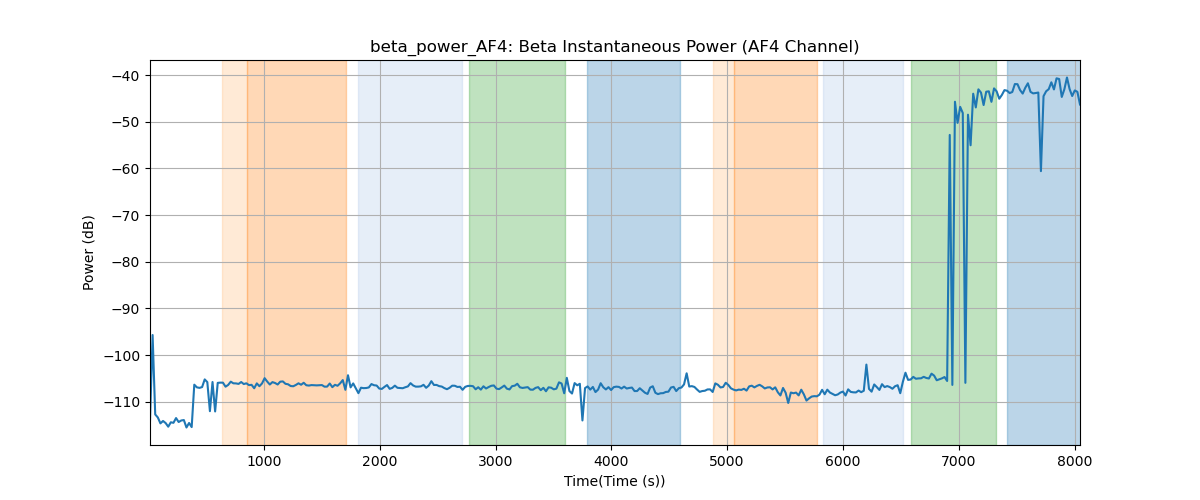 beta_power_AF4: Beta Instantaneous Power (AF4 Channel)
Power (dB)
−40
−50
−60
−70
−80
−90
−100
−110
1000 2000 3000 4000 5000 6000 7000 8000
Time(Time (s))